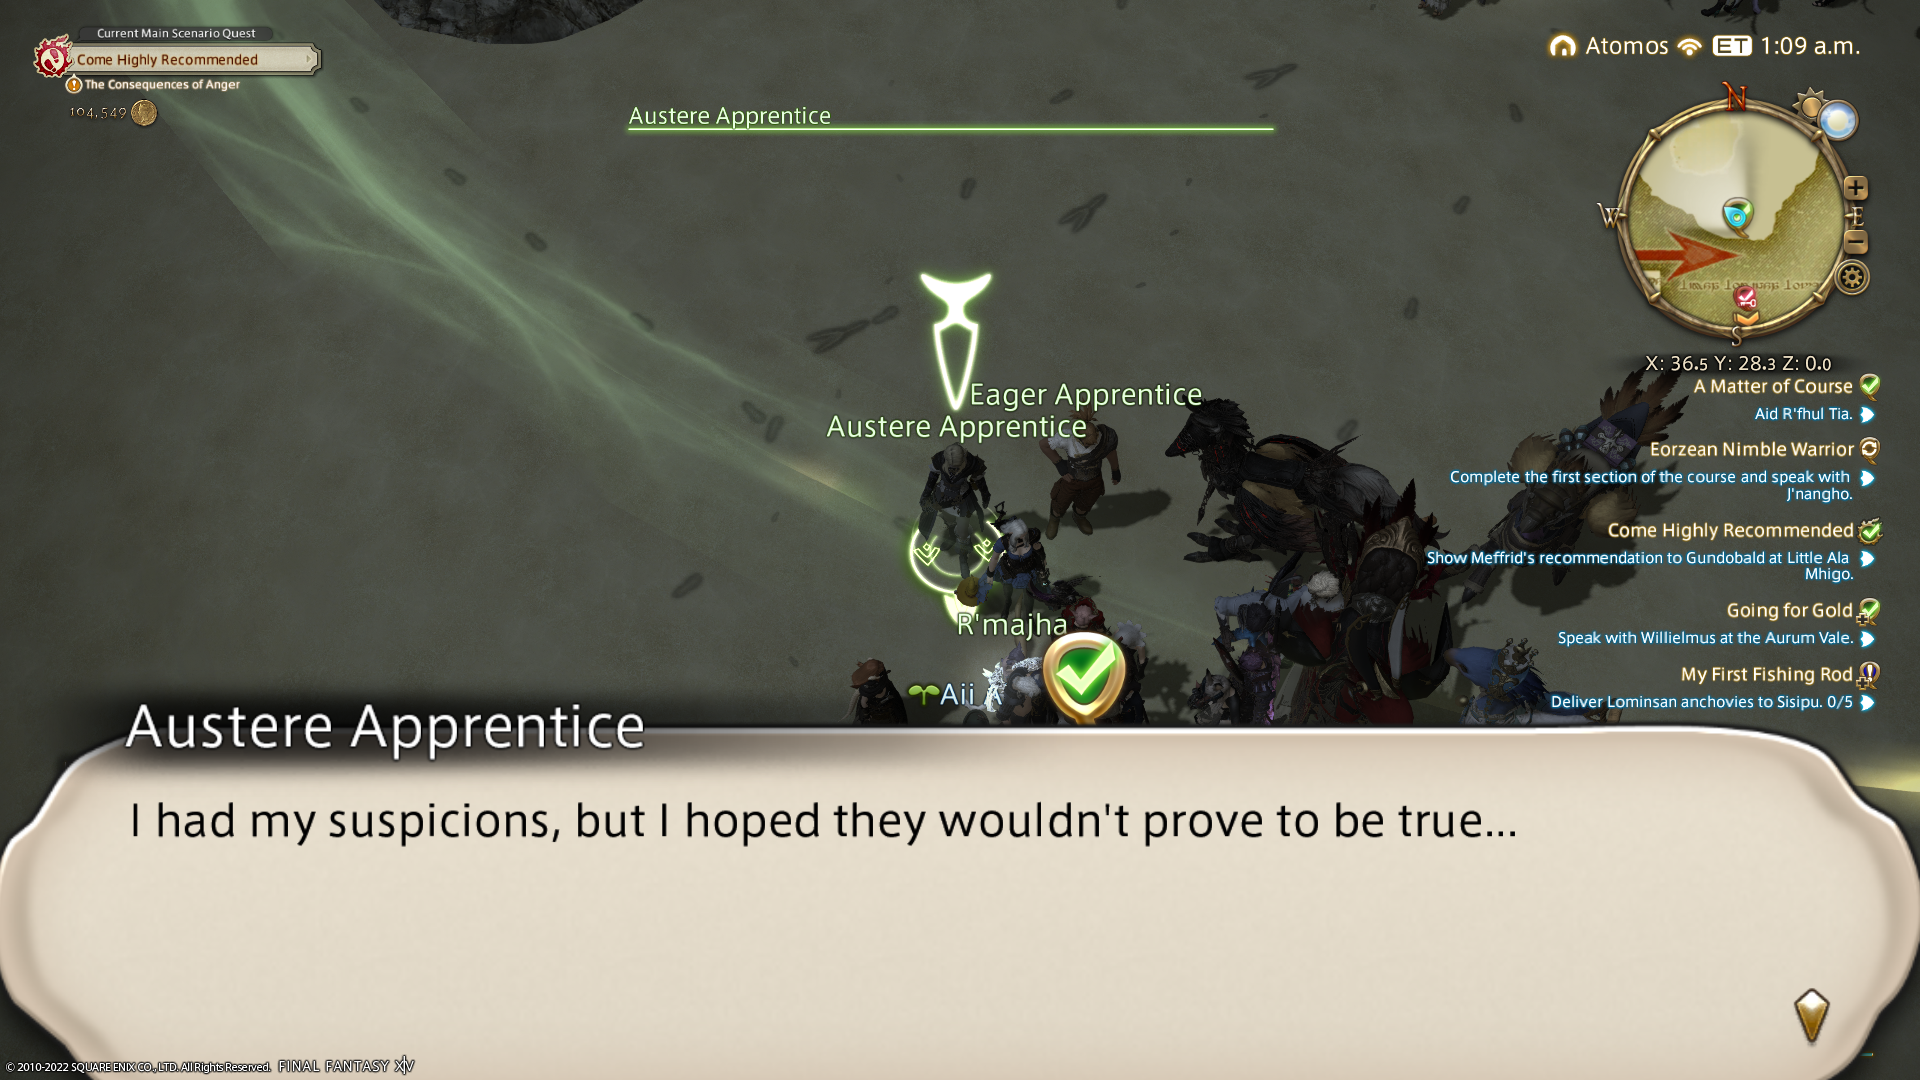 Current Main Scenario Quest
Come Highly Recommended
The Consequences of Anger
104,549
Atomos ET 1:09 a.m.
Austere Apprentice
N
W
E
S
X: 36.5 Y: 28.3 Z: 0.0
A Matter of Course
Aid R'fhul Tia.
Eorzean Nimble Warrior
Complete the first section of the course and speak with
J'nangho.
Come Highly Recommended
Show Meffrid's recommendation to Gundobald at Little Ala
Mhigo.
Going for Gold
Speak with Willielmus at the Aurum Vale.
My First Fishing Rod
Deliver Lominsan anchovies to Sisipu. 0/5
Eager Apprentice
Austere Apprentice
R'majha
Aii A
Austere Apprentice
I had my suspicions, but I hoped they wouldn't prove to be true...
© 2010-2022 SQUARE ENIX CO., LTD. All Rights Reserved. FINAL FANTASY XIV